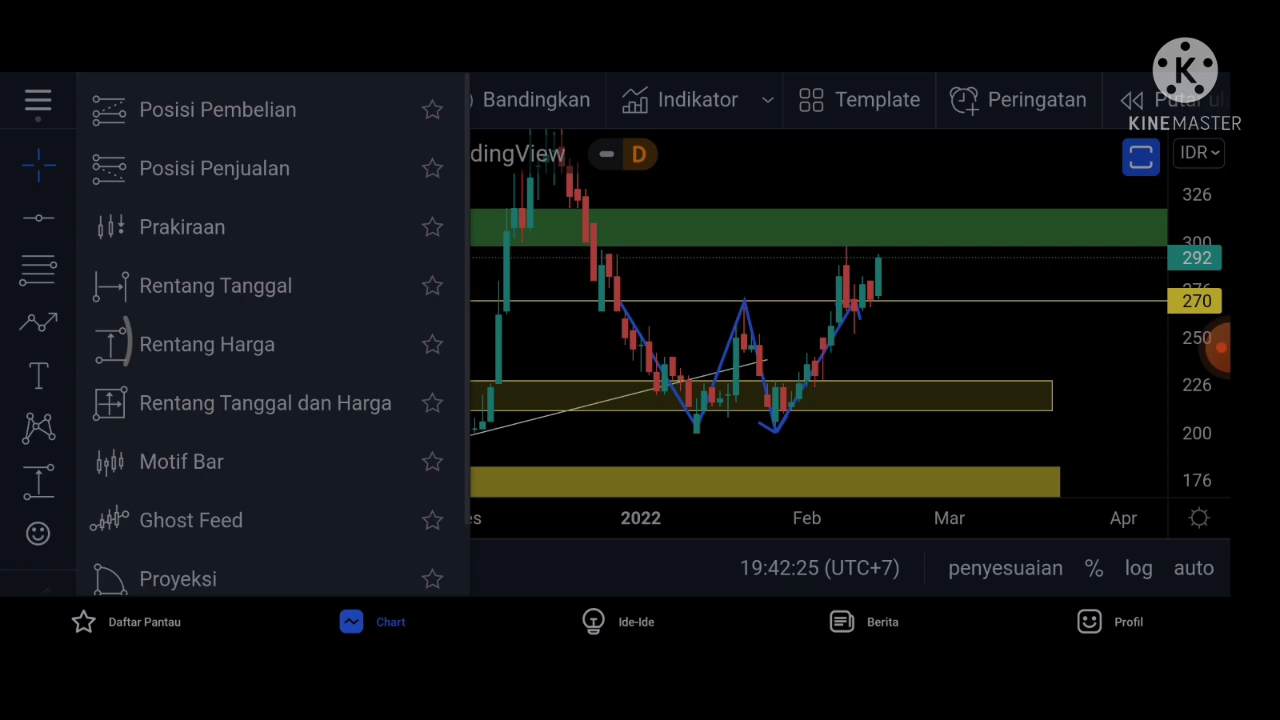 Bandingkan
Indikator
Template
Peringatan
K
KINEMASTER
Posisi Pembelian
Posisi Penjualan
Prakiraan
Rentang Tanggal
Rentang Harga
Rentang Tanggal dan Harga
Motif Bar
Ghost Feed
Proyeksi
T
dingView
D
IDR
326
300
292
270
250
226
200
176
2022
Feb
Mar
Apr
19:42:25 (UTC+7)
penyesuaian
%
log
auto
Daftar Pantau
Chart
Ide-Ide
Berita
Profil